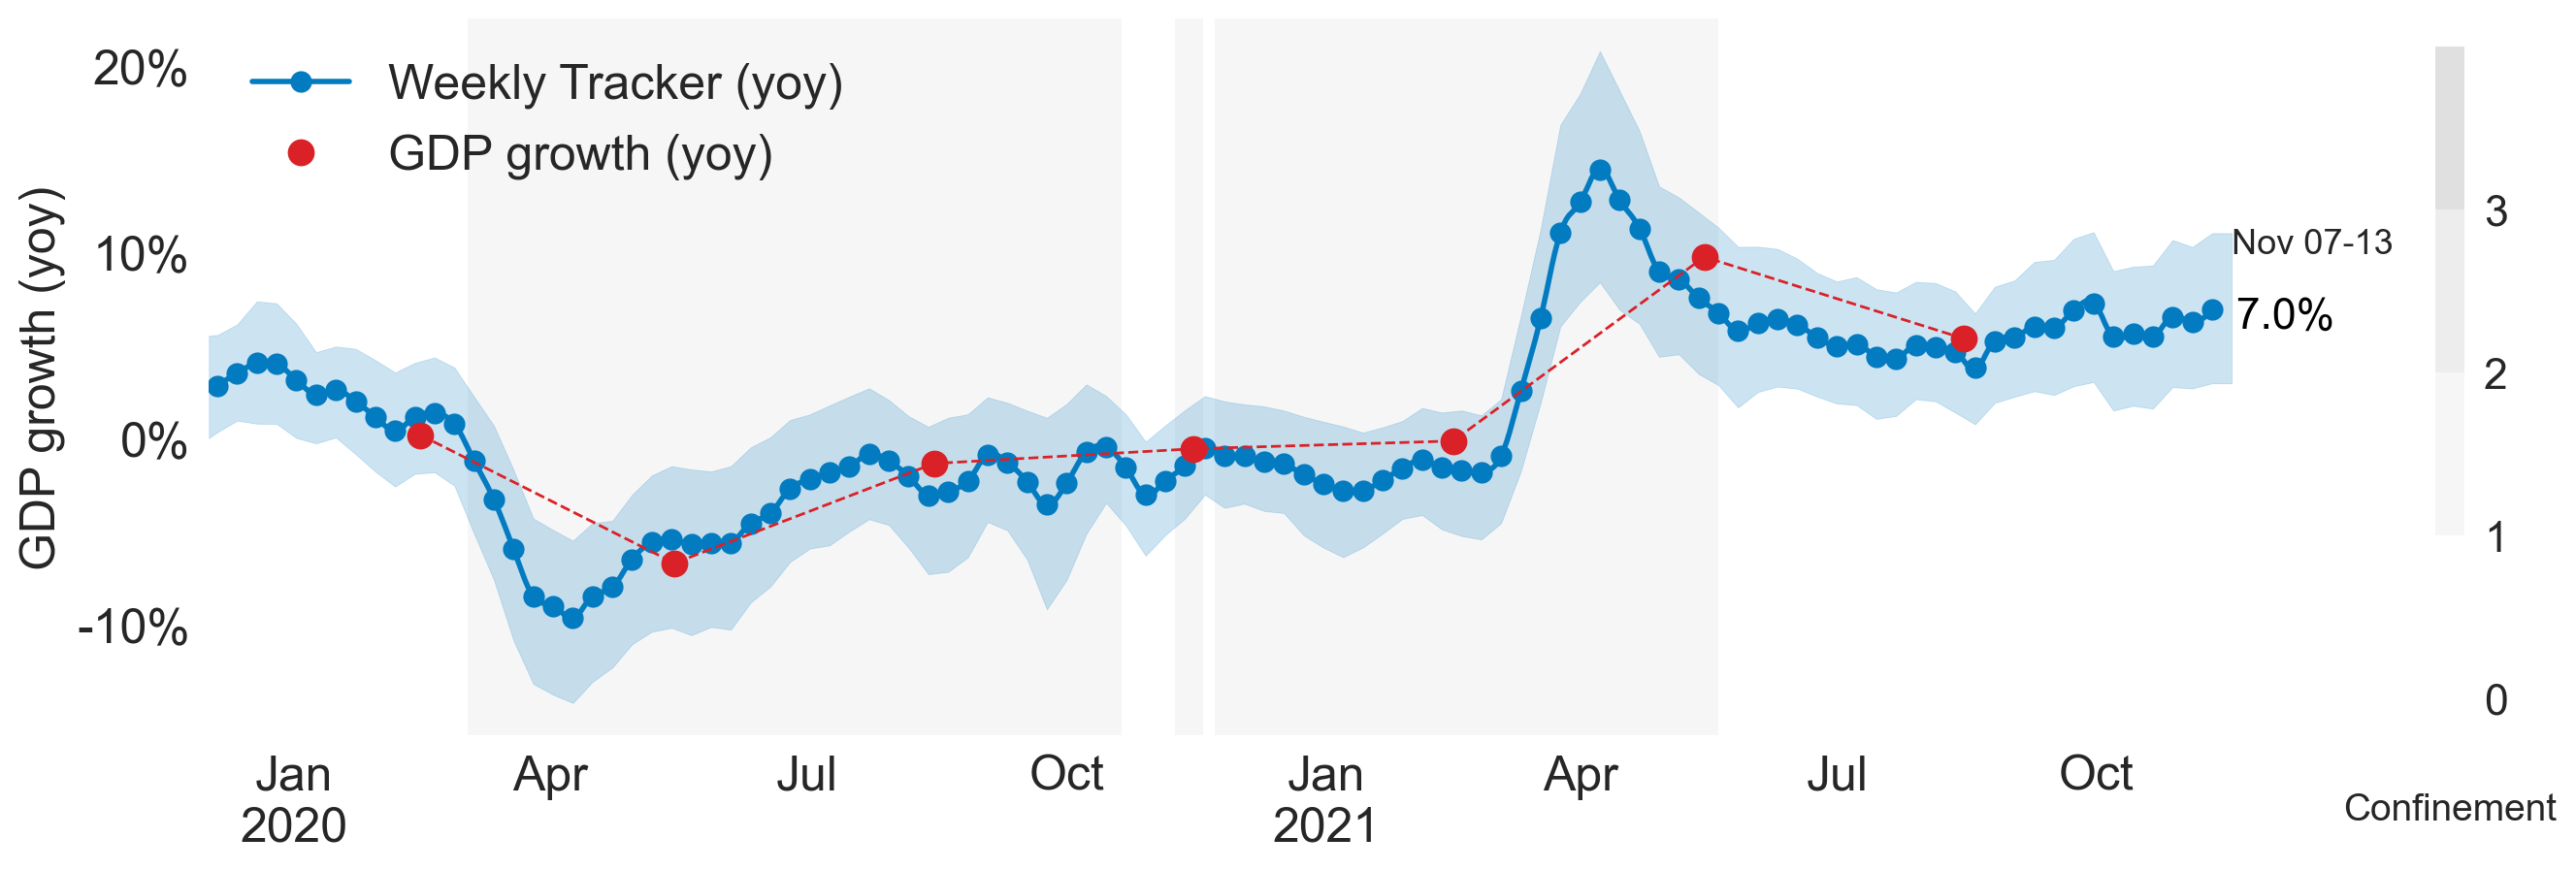 20%
10%
0%
-10%
GDP growth (yoy)
Weekly Tracker (yoy)
GDP growth (yoy)
Nov 07-13
7.0%
3
2
1
0
Confinement
Jan Apr Jul Oct Jan Apr Jul Oct
2020 2021